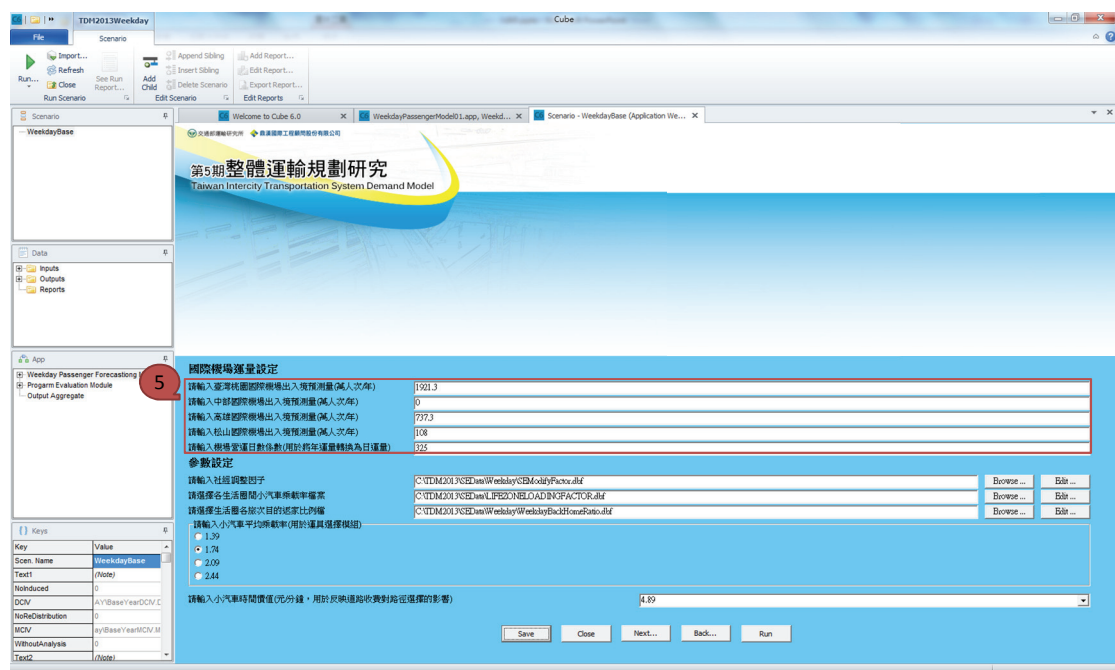 TDM2013Weekday
Cube
File
Scenario
Import...
Refresh
Close
Run...
See Run Report...
Add Child
Append Sibling
Insert Sibling
Delete Scenario
Add Report...
Edit Report...
Export Report...
Run Scenario
Edit Scenario
Edit Reports
Scenario
Welcome to Cube 6.0
WeekdayPassengerModel01.app, Weekd...
Scenario - WeekdayBase (Application We...
WeekdayBase
交通部運輸研究所
第5期整體運輸規劃研究
Taiwan Intercity Transportation System Demand Model
Data
Inputs
Outputs
Reports
App
Weekday Passenger Forecastiong
Progarm Evaluation Module
Output Aggregate
5
國際機場運量設定
請輸入臺灣桃園國際機場出入境預測量(萬人次/年) 1921.3
請輸入中部國際機場出入境預測量(萬人次/年) 0
請輸入高雄國際機場出入境預測量(萬人次/年) 737.3
請輸入松山國際機場出入境預測量(萬人次/年) 108
請輸入機場營運日數係數(用於將年運量轉換為日運量) 325
參數設定
請輸入社經調整因子 C:\TDM2013\SEData\Weekday\SEModifyFactor.dbf Browse ... Edit ...
請選擇各生活圈間小汽車乘載率檔案 C:\TDM2013\SEData\LIFEZONELOADINGFACTOR.dbf Browse ... Edit ...
請選擇生活圈各旅次目的返家比例檔 C:\TDM2013\SEData\Weekday\WeekdayBackHomeRatio.dbf Browse ... Edit ...
請輸入小汽車平均乘載率(用於運具選擇模組)
1.39
1.74
2.09
2.44
請輸入小汽車時間價值(元/分鐘，用於反映道路收費對路徑選擇的影響) 4.89
Save Close Next... Back... Run
Keys
Key Value
Scen. Name WeekdayBase
Text1 (Note)
NoInduced 0
DCIV AY\BaseYearDCIV.D
NoReDistribution 0
MCIV ay\BaseYearMCIV.M
WithoutAnalysis 0
Text2 (Note)